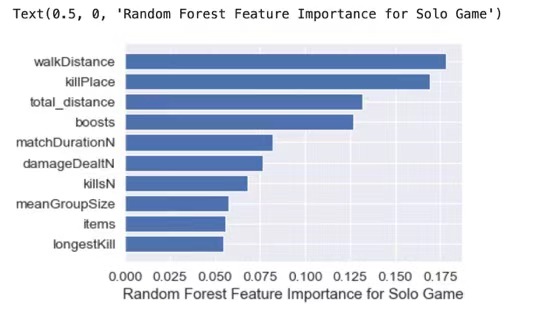 Text(0.5, 0, 'Random Forest Feature Importance for Solo Game')
walkDistance
killPlace
total_distance
boosts
matchDurationN
damageDealtN
killsN
meanGroupSize
items
longestKill
0.000 0.025 0.050 0.075 0.100 0.125 0.150 0.175
Random Forest Feature Importance for Solo Game